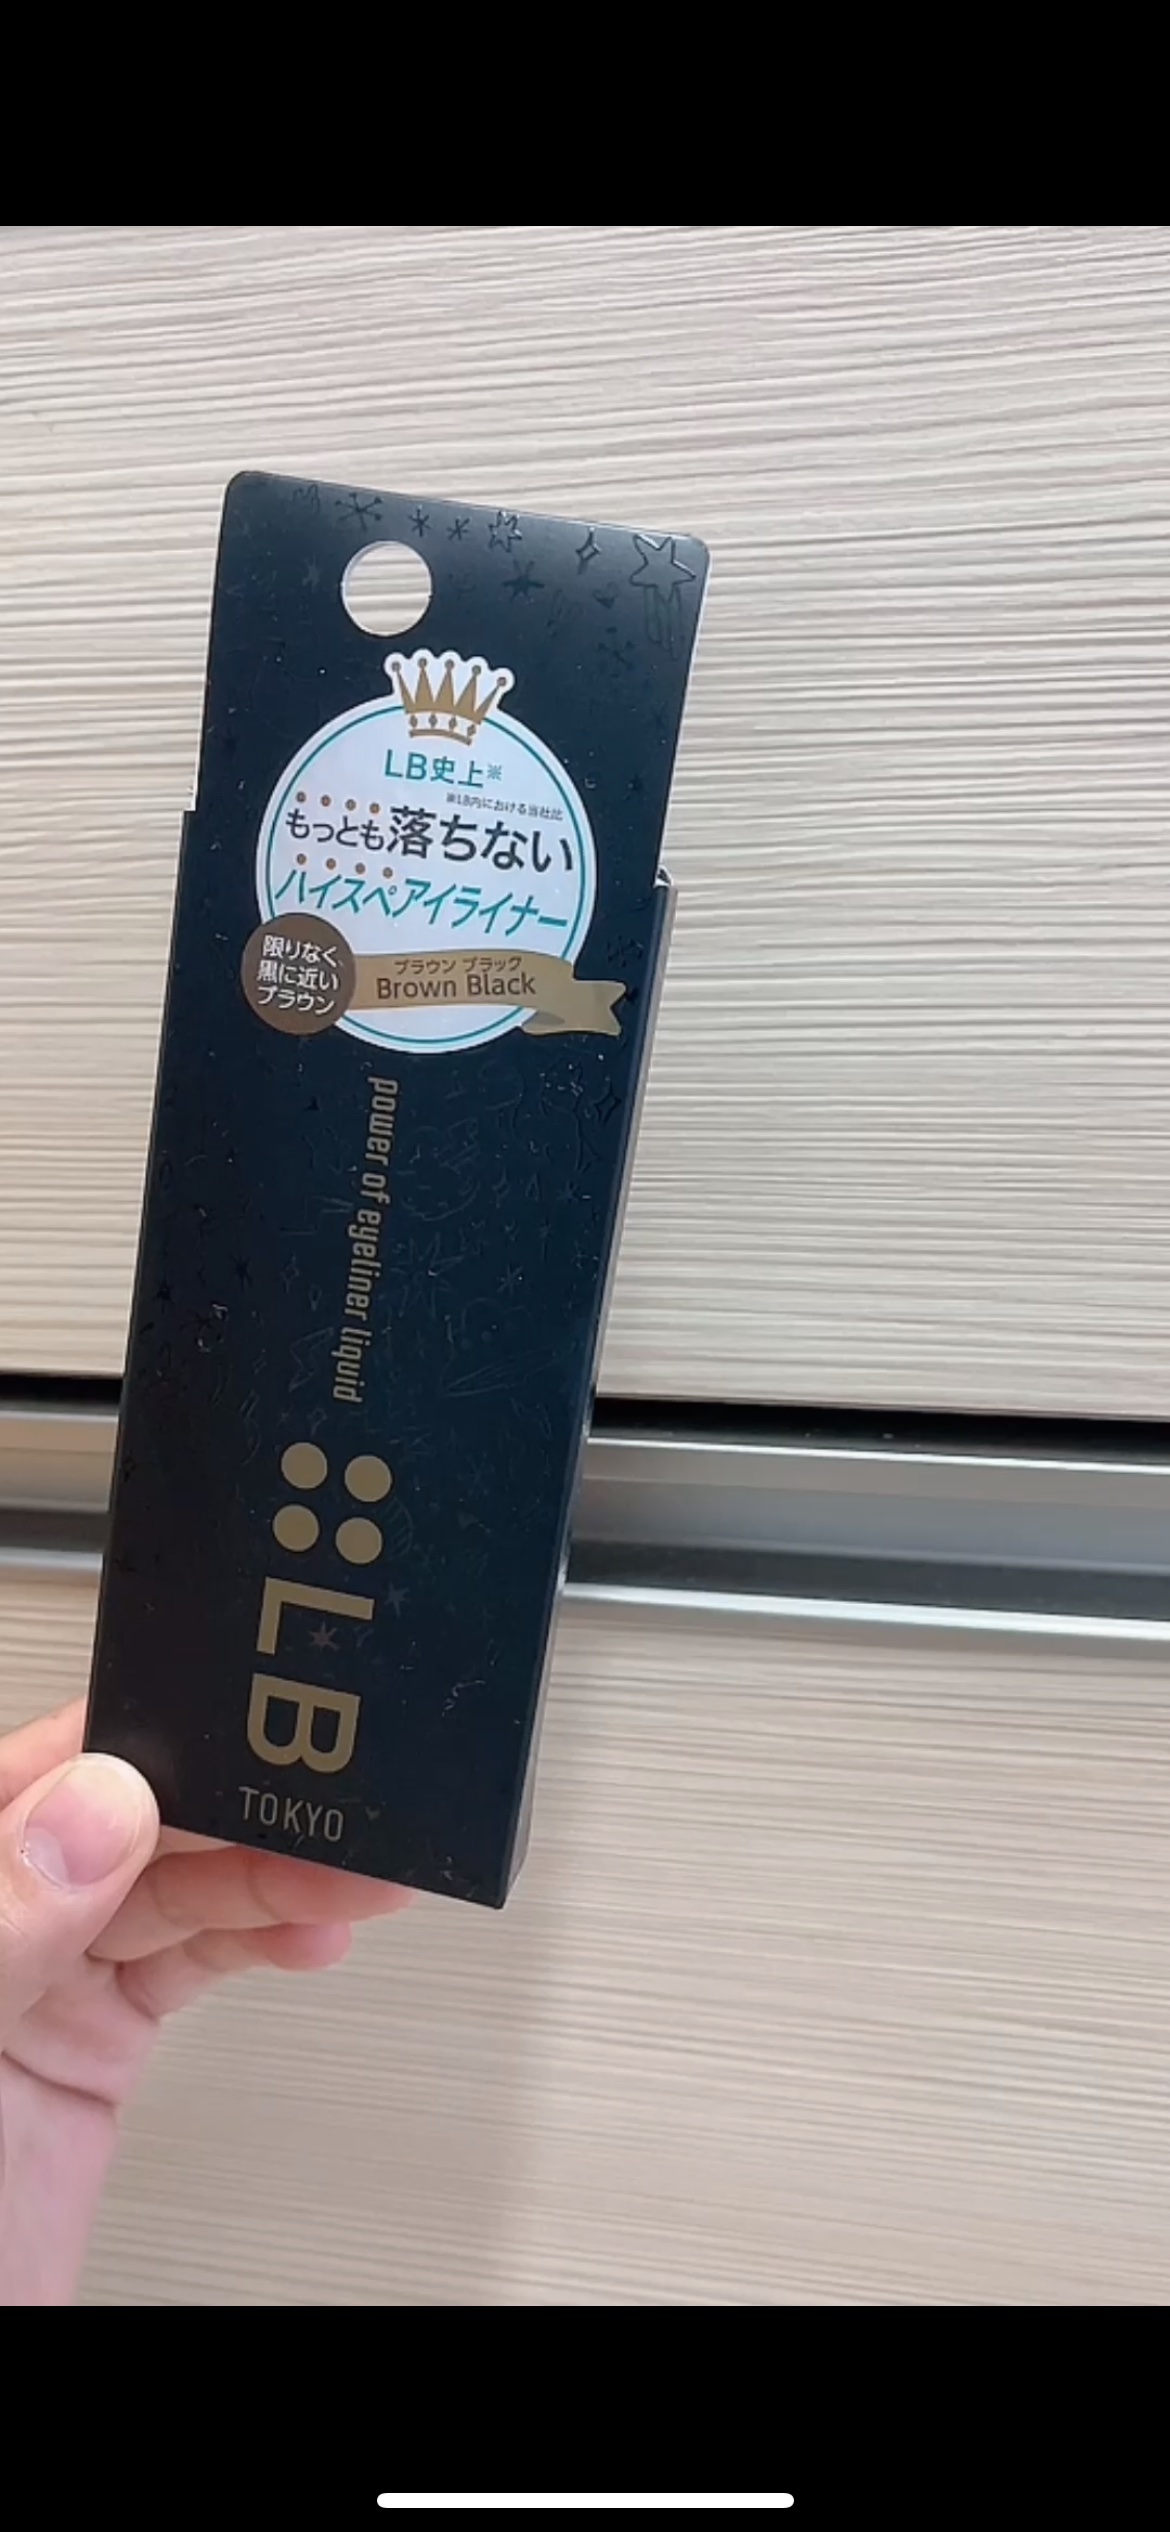 LB史上※
※LB内における当社比
もっとも落ちない
ハイスペアイライナー
限りなく
黒に近い
ブラウン
ブラウン ブラック
Brown Black
power of eyeliner liquid
LB
TOKYO